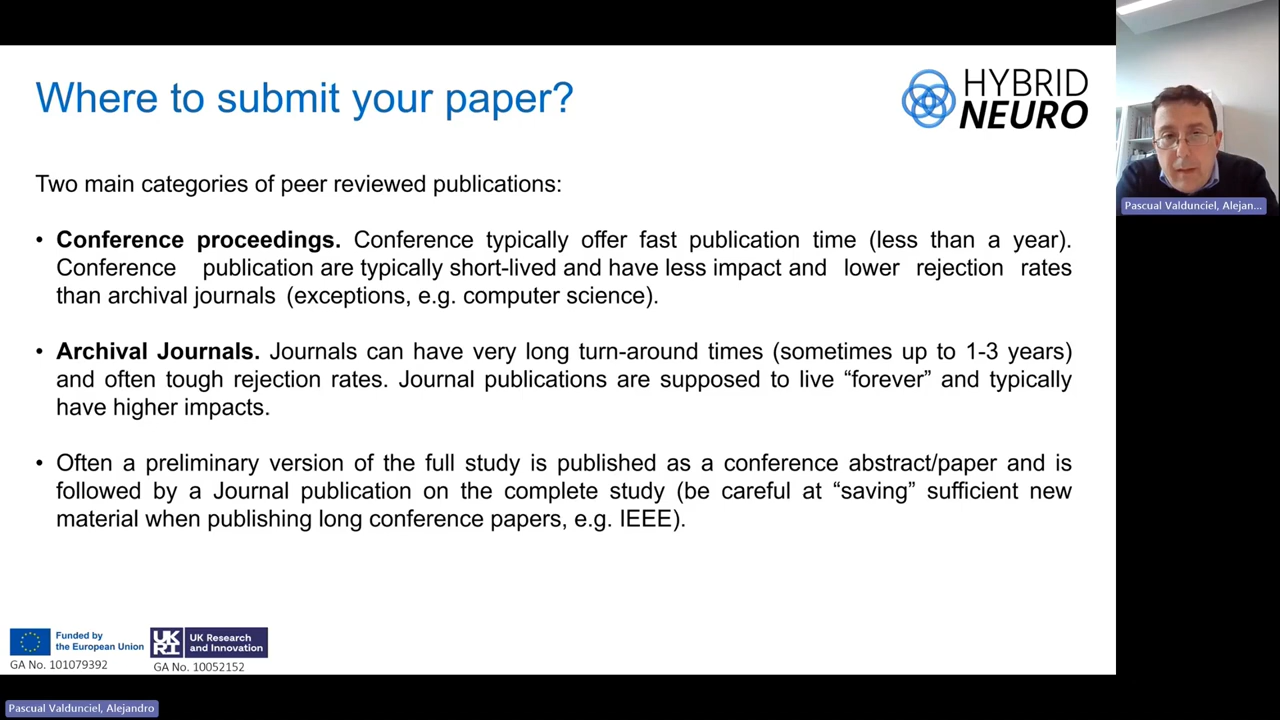 Where to submit your paper?
HYBRID
NEURO
Pascual Valdunciel, Alejan...
Two main categories of peer reviewed publications:
• Conference proceedings. Conference typically offer fast publication time (less than a year).
Conference publication are typically short-lived and have less impact and lower rejection rates
than archival journals (exceptions, e.g. computer science).
• Archival Journals. Journals can have very long turn-around times (sometimes up to 1-3 years)
and often tough rejection rates. Journal publications are supposed to live “forever” and typically
have higher impacts.
• Often a preliminary version of the full study is published as a conference abstract/paper and is
followed by a Journal publication on the complete study (be careful at “saving” sufficient new
material when publishing long conference papers, e.g. IEEE).
Funded by
the European Union
GA No. 101079392
UKRI
UK Research
and Innovation
GA No. 10052152
Pascual Valdunciel, Alejandro